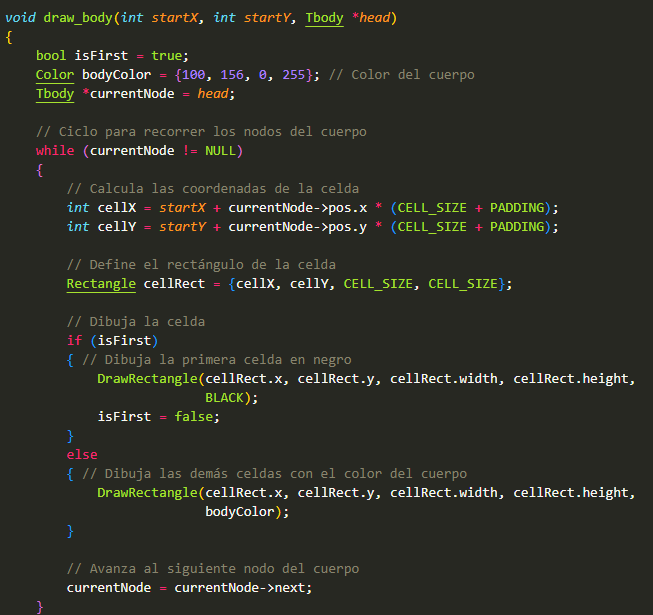 void draw_body(int startX, int startY, Tbody *head)
{
    bool isFirst = true;
    Color bodyColor = {100, 156, 0, 255}; // Color del cuerpo
    Tbody *currentNode = head;

    // Ciclo para recorrer los nodos del cuerpo
    while (currentNode != NULL)
    {
        // Calcula las coordenadas de la celda
        int cellX = startX + currentNode->pos.x * (CELL_SIZE + PADDING);
        int cellY = startY + currentNode->pos.y * (CELL_SIZE + PADDING);

        // Define el rectángulo de la celda
        Rectangle cellRect = {cellX, cellY, CELL_SIZE, CELL_SIZE};

        // Dibuja la celda
        if (isFirst)
        { // Dibuja la primera celda en negro
            DrawRectangle(cellRect.x, cellRect.y, cellRect.width, cellRect.height,
                          BLACK);
            isFirst = false;
        }
        else
        { // Dibuja las demás celdas con el color del cuerpo
            DrawRectangle(cellRect.x, cellRect.y, cellRect.width, cellRect.height,
                          bodyColor);
        }

        // Avanza al siguiente nodo del cuerpo
        currentNode = currentNode->next;
    }